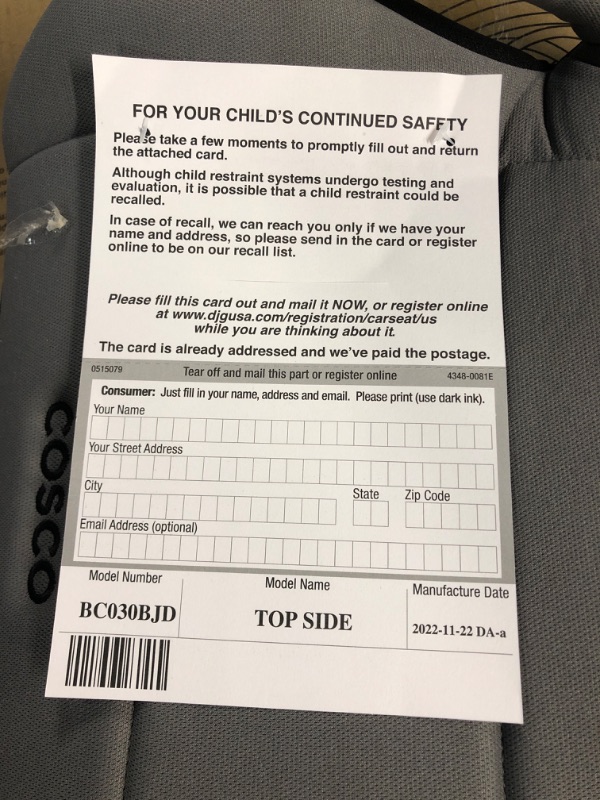 FOR YOUR CHILD'S CONTINUED SAFETY
Please take a few moments to promptly fill out and return
the attached card.
Although child restraint systems undergo testing and
evaluation, it is possible that a child restraint could be
recalled.
In case of recall, we can reach you only if we have your
name and address, so please send in the card or register
online to be on our recall list.
Please fill this card out and mail it NOW, or register online
at www.djgusa.com/registration/carseat/us
while you are thinking about it.
The card is already addressed and we've paid the postage.
0515079 Tear off and mail this part or register online 4348-0081E
Consumer: Just fill in your name, address and email. Please print (use dark ink).
Your Name
Your Street Address
City State Zip Code
Email Address (optional)
Model Number Model Name Manufacture Date
BC030BJD TOP SIDE 2022-11-22 DA-a
COSCO